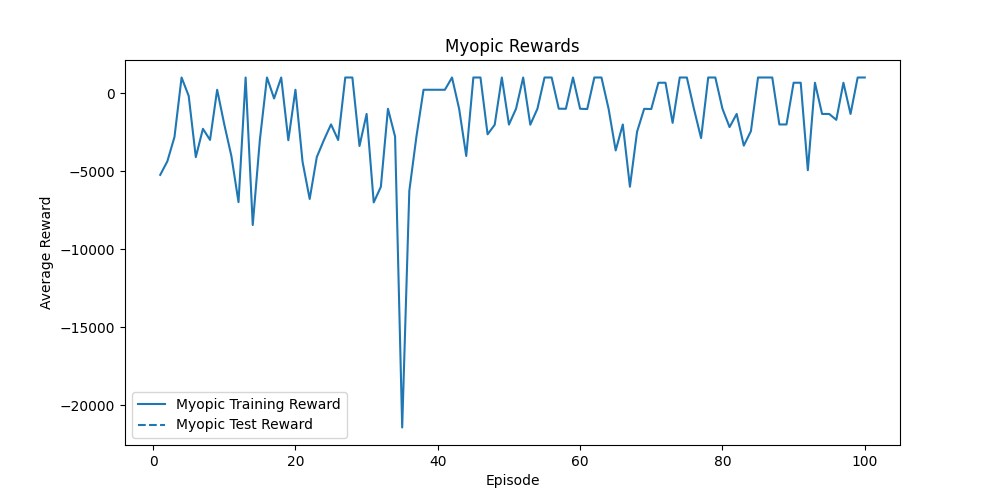 Myopic Rewards
Average Reward
0
−5000
−10000
−15000
−20000
Myopic Training Reward
Myopic Test Reward
0 20 40 60 80 100
Episode